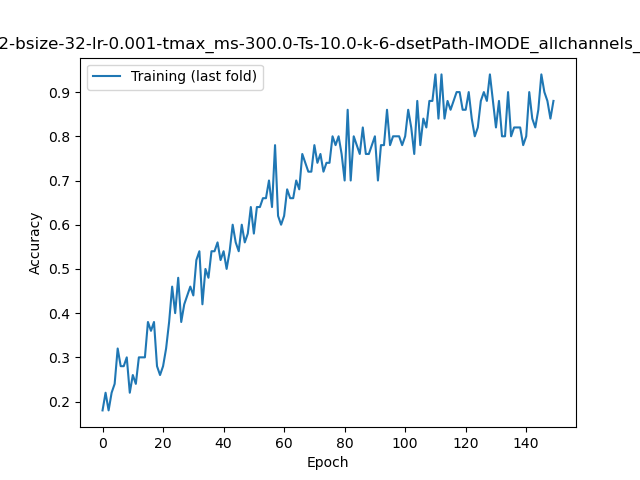 2-bsize-32-lr-0.001-tmax_ms-300.0-Ts-10.0-k-6-dsetPath-IMODE_allchannels_
Training (last fold)
0.9
0.8
0.7
0.6
0.5
0.4
0.3
0.2
Accuracy
0 20 40 60 80 100 120 140
Epoch